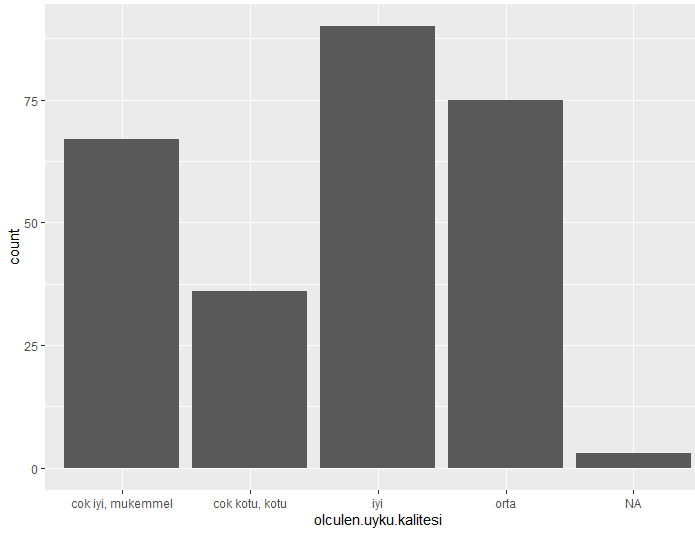 count
75
50
25
0
cok iyi, mukemmel
cok kotu, kotu
iyi
orta
NA
olculen.uyku.kalitesi